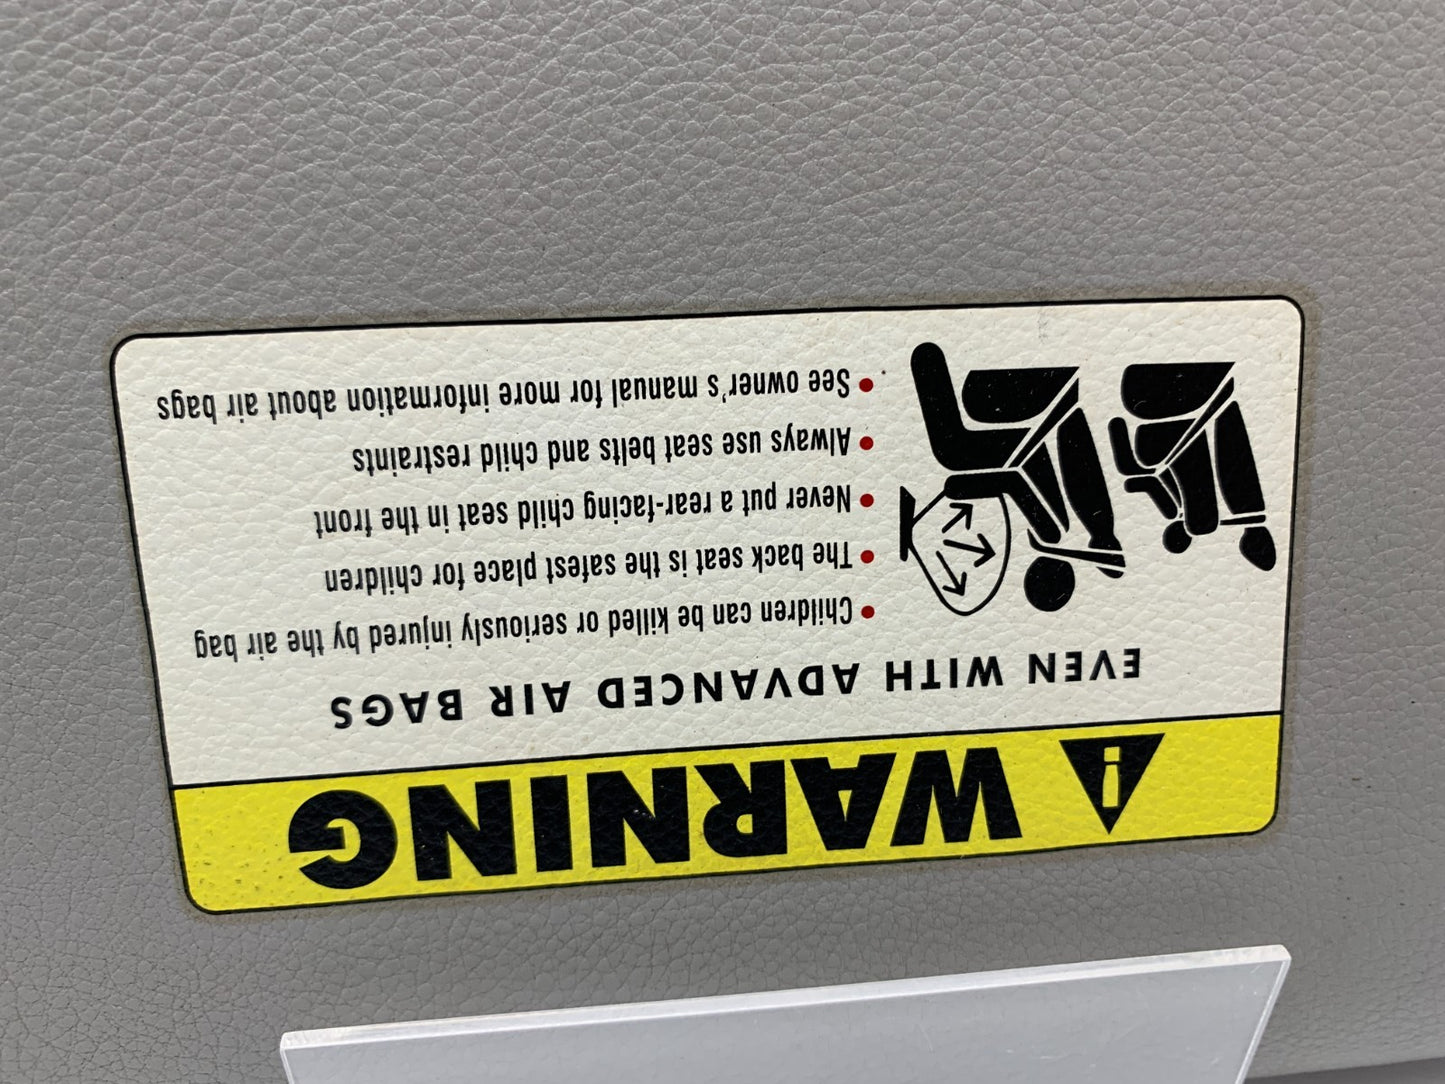 WARNING
EVEN WITH ADVANCED AIR BAGS
• Children can be killed or seriously injured by the air bag
• The back seat is the safest place for children
• Never put a rear-facing child seat in the front
• Always use seat belts and child restraints
• See owner's manual for more information about air bags